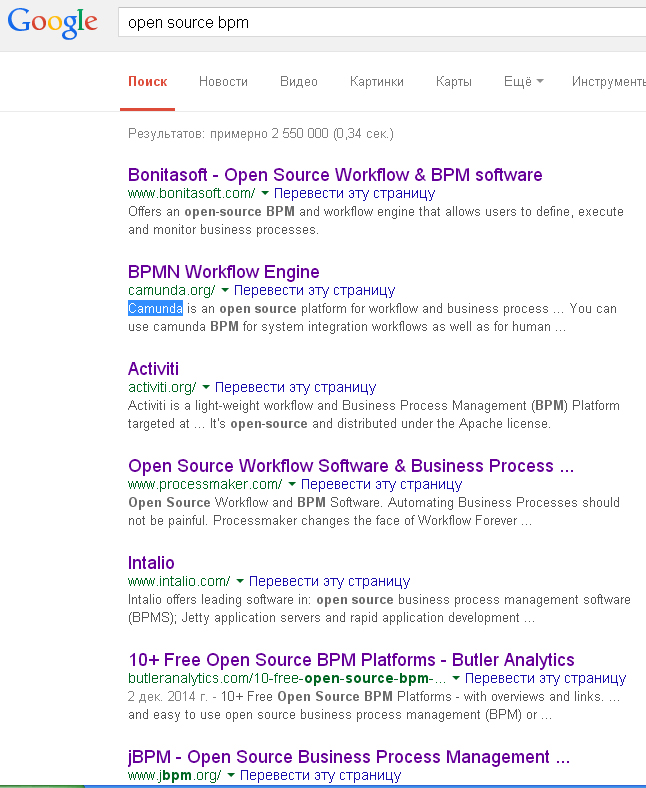 Google
open source bpm
Поиск Новости Видео Картинки Карты Ещё Инструменты
Результатов: примерно 2 550 000 (0,34 сек.)
Bonitasoft - Open Source Workflow & BPM software
www.bonitasoft.com/ Перевести эту страницу
Offers an open-source BPM and workflow engine that allows users to define, execute
and monitor business processes.
BPMN Workflow Engine
camunda.org/ Перевести эту страницу
Camunda is an open source platform for workflow and business process ... You can
use camunda BPM for system integration workflows as well as for human ...
Activiti
activiti.org/ Перевести эту страницу
Activiti is a light-weight workflow and Business Process Management (BPM) Platform
targeted at ... It's open-source and distributed under the Apache license.
Open Source Workflow Software & Business Process ...
www.processmaker.com/ Перевести эту страницу
Open Source Workflow and BPM Software. Automating Business Processes should
not be painful. Processmaker changes the face of Workflow Forever ...
Intalio
www.intalio.com/ Перевести эту страницу
Intalio offers leading software in: open source business process management software
(BPMS); Jetty application servers and rapid application development ...
10+ Free Open Source BPM Platforms - Butler Analytics
butleranalytics.com/10-free-open-source-bpm-... Перевести эту страницу
2 дек. 2014 г. - 10+ Free Open Source BPM Platforms - with overviews and links. ...
and easy to use open source business process management (BPM) or ...
jBPM - Open Source Business Process Management ...
www.jbpm.org/ Перевести эту страницу